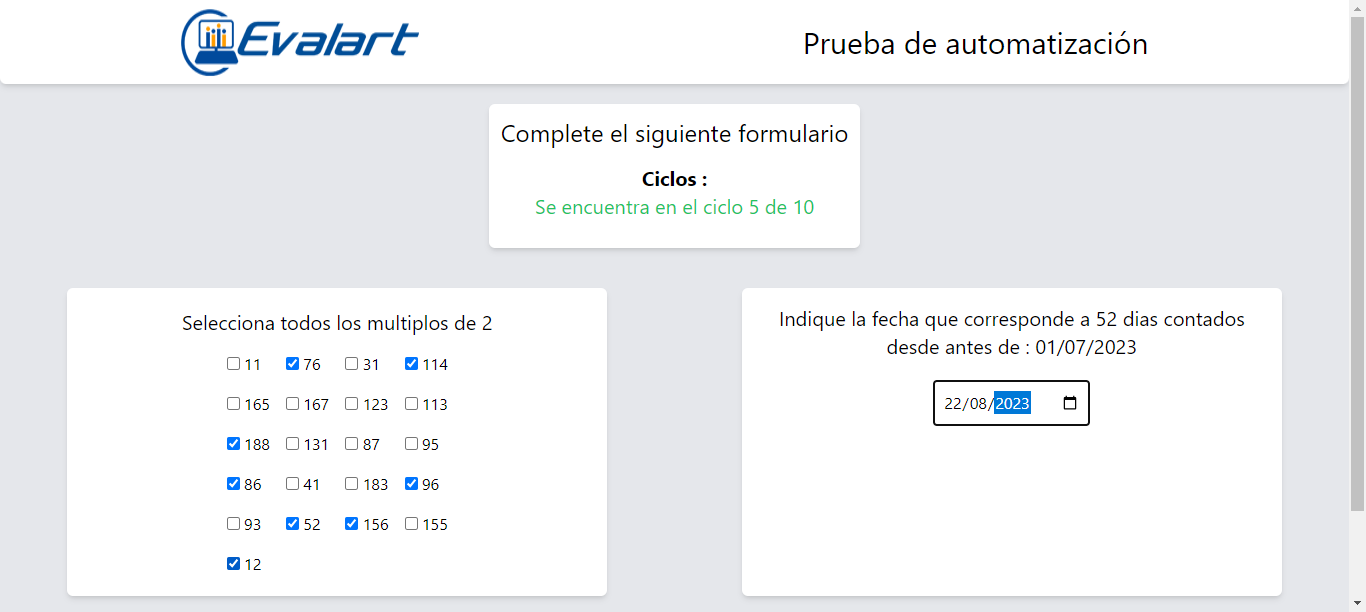 Evalart
Prueba de automatización
Complete el siguiente formulario
Ciclos :
Se encuentra en el ciclo 5 de 10
Selecciona todos los multiplos de 2
11 76 31 114
165 167 123 113
188 131 87 95
86 41 183 96
93 52 156 155
12
Indique la fecha que corresponde a 52 dias contados
desde antes de : 01/07/2023
22/08/2023